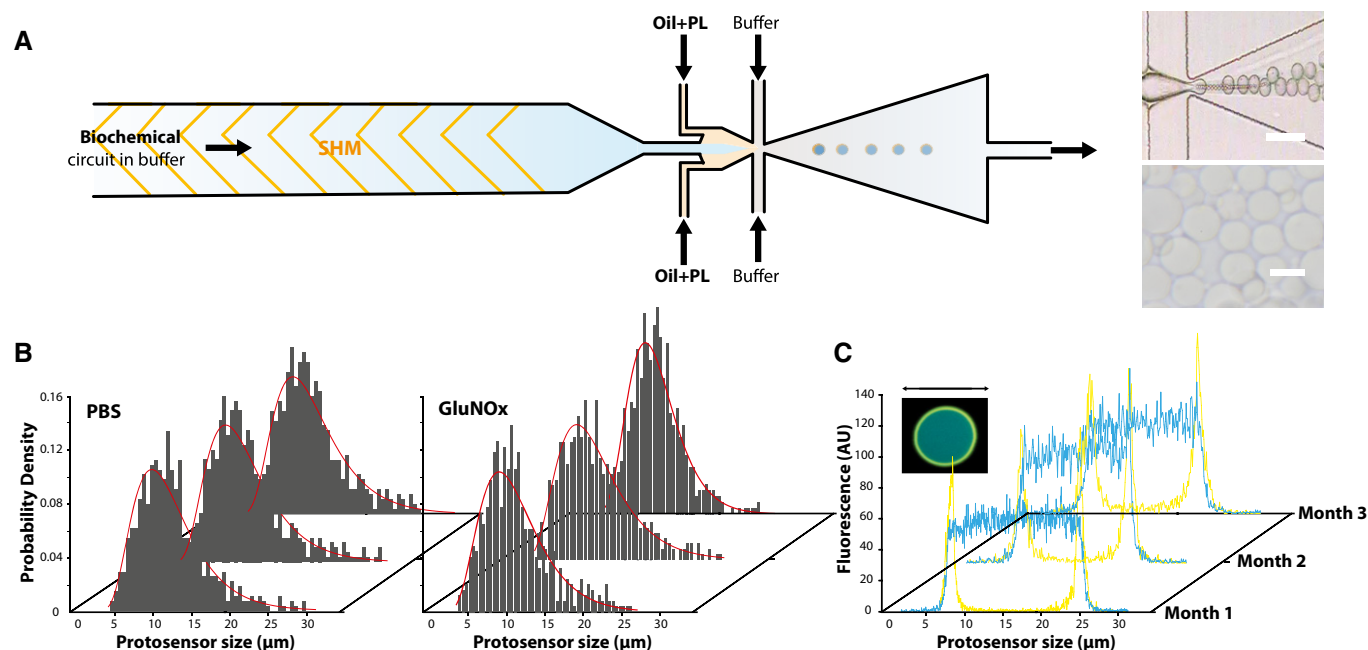 A
Oil+PL Buffer
Biochemical
circuit in buffer
SHM
Oil+PL Buffer
B
PBS
GluNOx
Probability Density
0.16
0.12
0.08
0.04
0
0 5 10 15 20 25 30
Protosensor size (µm)
0 5 10 15 20 25 30
Protosensor size (µm)
C
Fluorescence (AU)
140
120
100
80
60
40
20
0
0 5 10 15 20 25 30
Protosensor size (µm)
Month 3
Month 2
Month 1